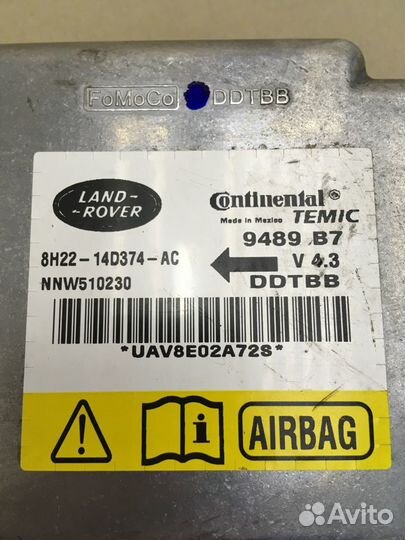 FoMoCo DDTBB
LAND-
~ROVER
Continental®
Made in Mexico TEMIC
9489 B7
8H22-14D374-AC
V 4.3
NNW510230
DDTBB
*UAV8E02A72S*
i
AIRBAG
Avito